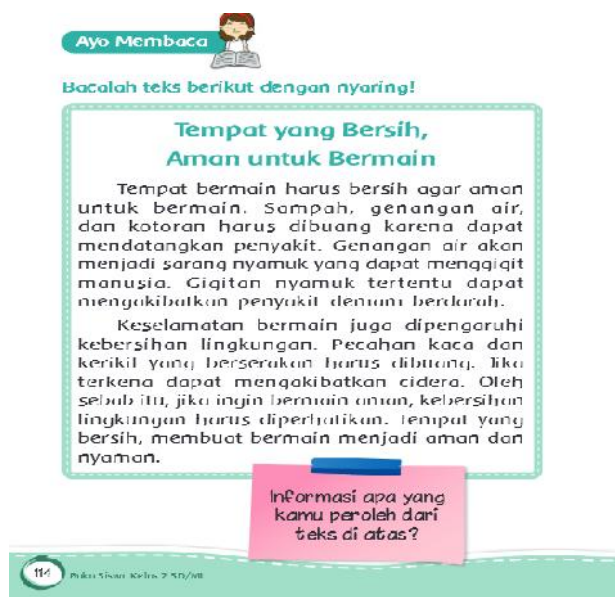 Ayo Membaca
Bacalah teks berikut dengan nyaring!
Tempat yang Bersih,
Aman untuk Bermain
Tempat bermain harus bersih agar aman
untuk bermain. Sampah, genangan air,
dan kotoran harus dibuang karena dapat
mendatangkan penyakit. Genangan air akan
menjadi sarang nyamuk yang dapat menggigit
manusia. Gigitan nyamuk tertentu dapat
mengakibatkan penyakit demam berdarah.
Keselamatan bermain juga dipengaruhi
kebersihan lingkungan. Pecahan kaca dan
kerikil yang berserakan harus dibuang. Jika
terkena dapat mengakibatkan cidera. Oleh
sebab itu, jika ingin bermain aman, kebersihan
lingkungan harus diperhatikan. Tempat yang
bersih, membuat bermain menjadi aman dan
nyaman.
Informasi apa yang
kamu peroleh dari
teks di atas?
114 Buku Siswa Kelas 2 SD/MI